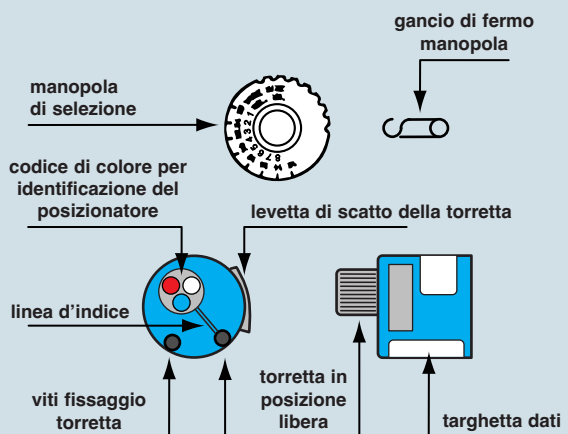 gancio di fermo
manopola
manopola
di selezione
codice di colore per
identificazione del
posizionatore
levetta di scatto della torretta
linea d'indice
viti fissaggio
torretta
torretta in
posizione
libera
targhetta dati